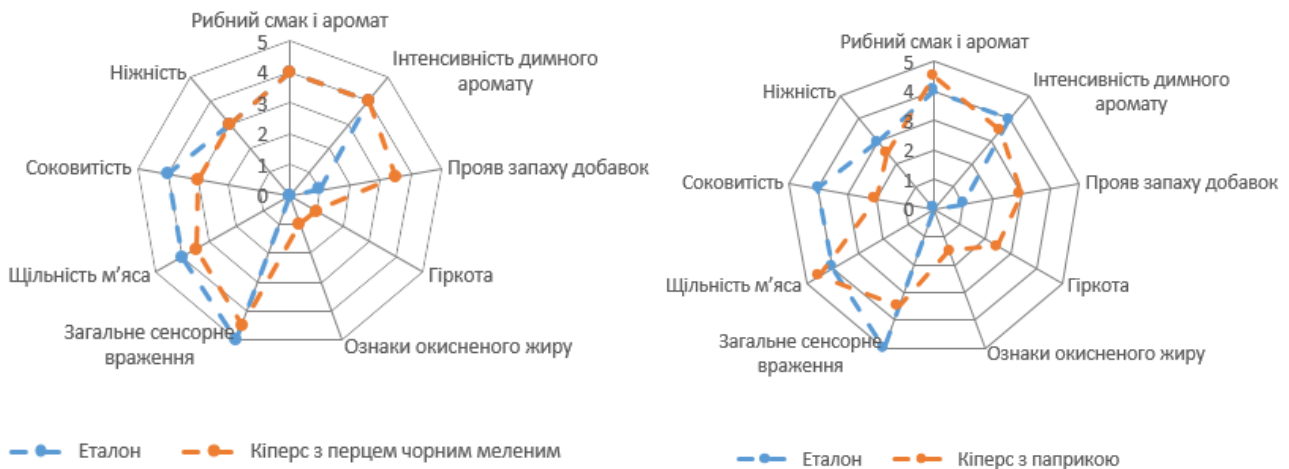 Рибний смак і аромат
5
4
3
2
1
0
Інтенсивність димного
аромату
Прояв запаху добавок
Гіркота
Ознаки окисненого жиру
Загальне сенсорне
враження
Щільність м’яса
Соковитість
Ніжність
Еталон
Кіперс з перцем чорним меленим
Рибний смак і аромат
5
4
3
2
1
0
Інтенсивність димного
аромату
Прояв запаху добавок
Гіркота
Ознаки окисненого жиру
Загальне сенсорне
враження
Щільність м’яса
Соковитість
Ніжність
Еталон
Кіперс з паприкою